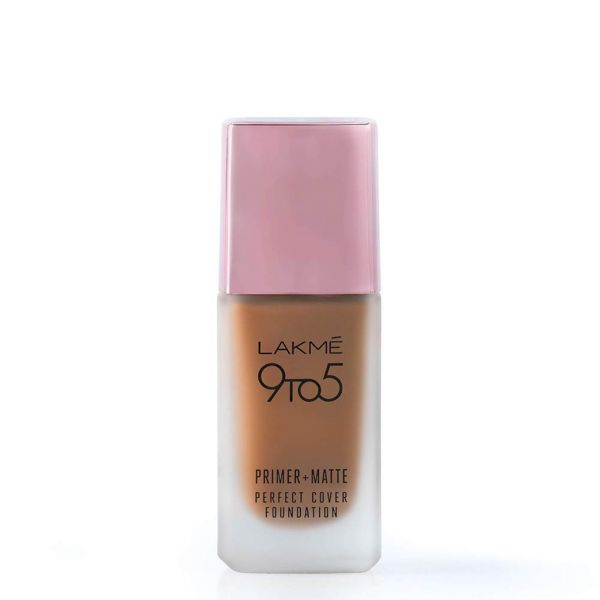 LAKMÉ
9TO5
PRIMER+MATTE
PERFECT COVER
FOUNDATION